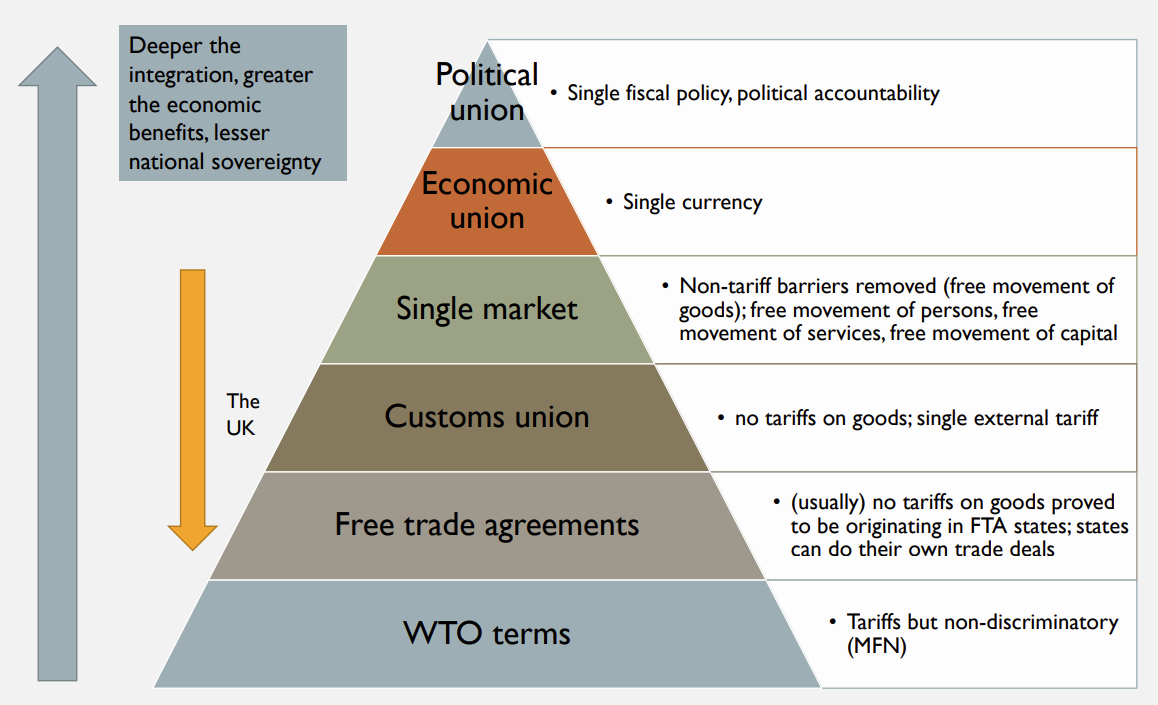 Deeper the
integration, greater
the economic
benefits, lesser
national sovereignty
Political
union
• Single fiscal policy, political accountability
Economic
union
• Single currency
Single market
• Non-tariff barriers removed (free movement of
goods); free movement of persons, free
movement of services, free movement of capital
The
UK
Customs union
• no tariffs on goods; single external tariff
Free trade agreements
• (usually) no tariffs on goods proved
to be originating in FTA states; states
can do their own trade deals
WTO terms
• Tariffs but non-discriminatory
(MFN)